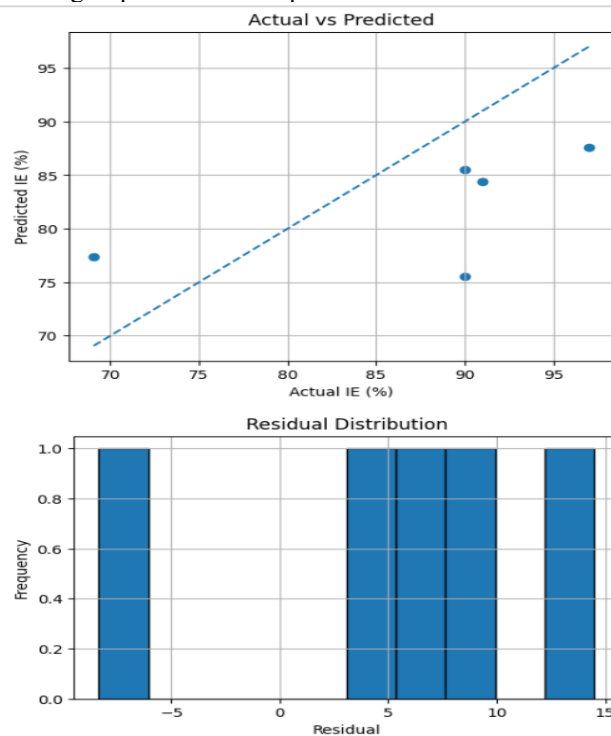 Actual vs Predicted
95
90
85
80
75
70
Predicted IE (%)
70 75 80 85 90 95
Actual IE (%)
Residual Distribution
1.0
0.8
0.6
0.4
0.2
0.0
Frequency
−5 0 5 10 15
Residual